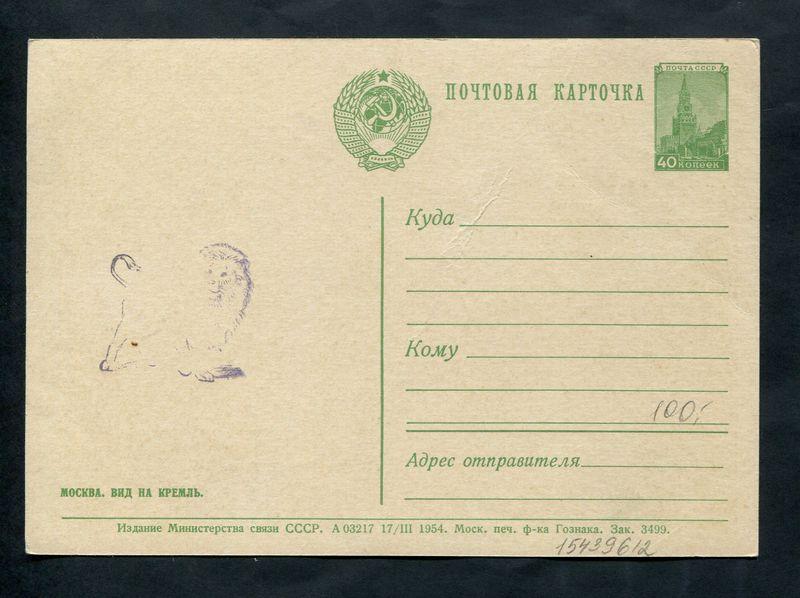 ПОЧТОВАЯ КАРТОЧКА
ПОЧТА СССР
40 КОПЕЕК
Куда
Кому
100,-
Адрес отправителя
МОСКВА. ВИД НА КРЕМЛЬ.
Издание Министерства связи СССР. А 03217 17/III 1954. Моск. печ. ф-ка Гознака. Зак. 3499.
15439612